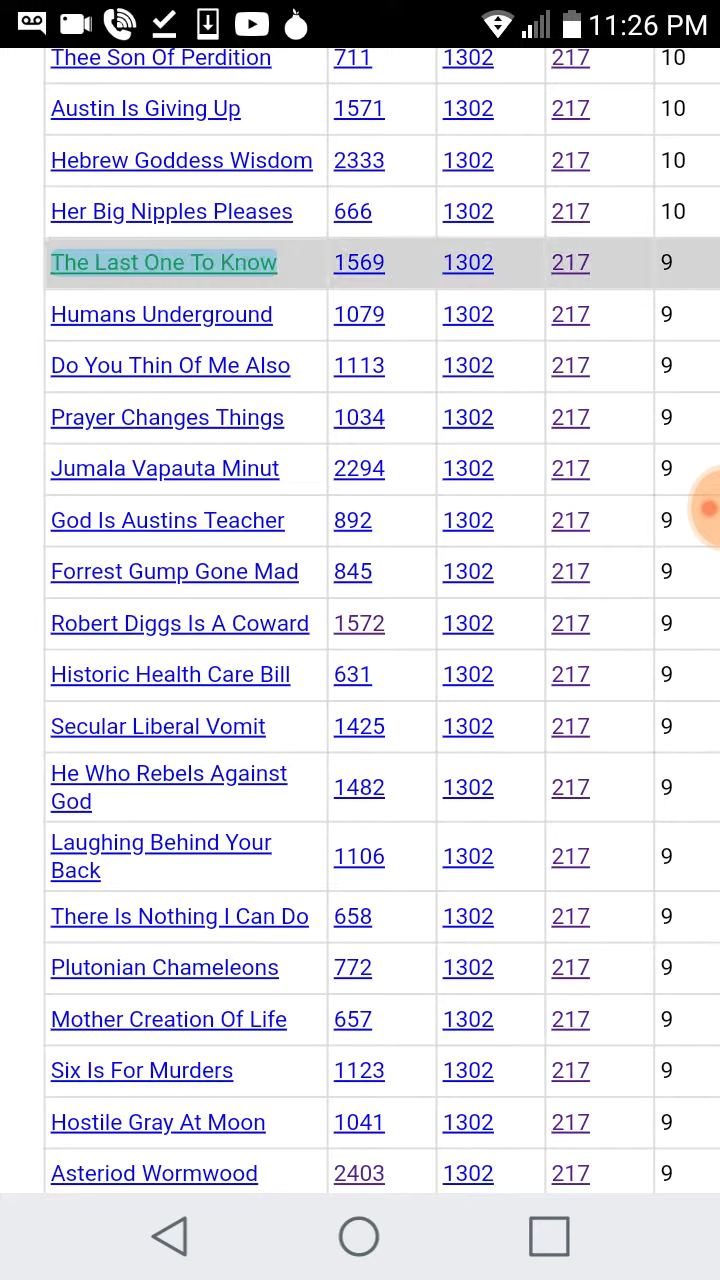 11:26 PM
Thee Son Of Perdition 711 1302 217 10
Austin Is Giving Up 1571 1302 217 10
Hebrew Goddess Wisdom 2333 1302 217 10
Her Big Nipples Pleases 666 1302 217 10
The Last One To Know 1569 1302 217 9
Humans Underground 1079 1302 217 9
Do You Thin Of Me Also 1113 1302 217 9
Prayer Changes Things 1034 1302 217 9
Jumala Vapauta Minut 2294 1302 217 9
God Is Austins Teacher 892 1302 217 9
Forrest Gump Gone Mad 845 1302 217 9
Robert Diggs Is A Coward 1572 1302 217 9
Historic Health Care Bill 631 1302 217 9
Secular Liberal Vomit 1425 1302 217 9
He Who Rebels Against
God 1482 1302 217 9
Laughing Behind Your
Back 1106 1302 217 9
There Is Nothing I Can Do 658 1302 217 9
Plutonian Chameleons 772 1302 217 9
Mother Creation Of Life 657 1302 217 9
Six Is For Murders 1123 1302 217 9
Hostile Gray At Moon 1041 1302 217 9
Asteriod Wormwood 2403 1302 217 9